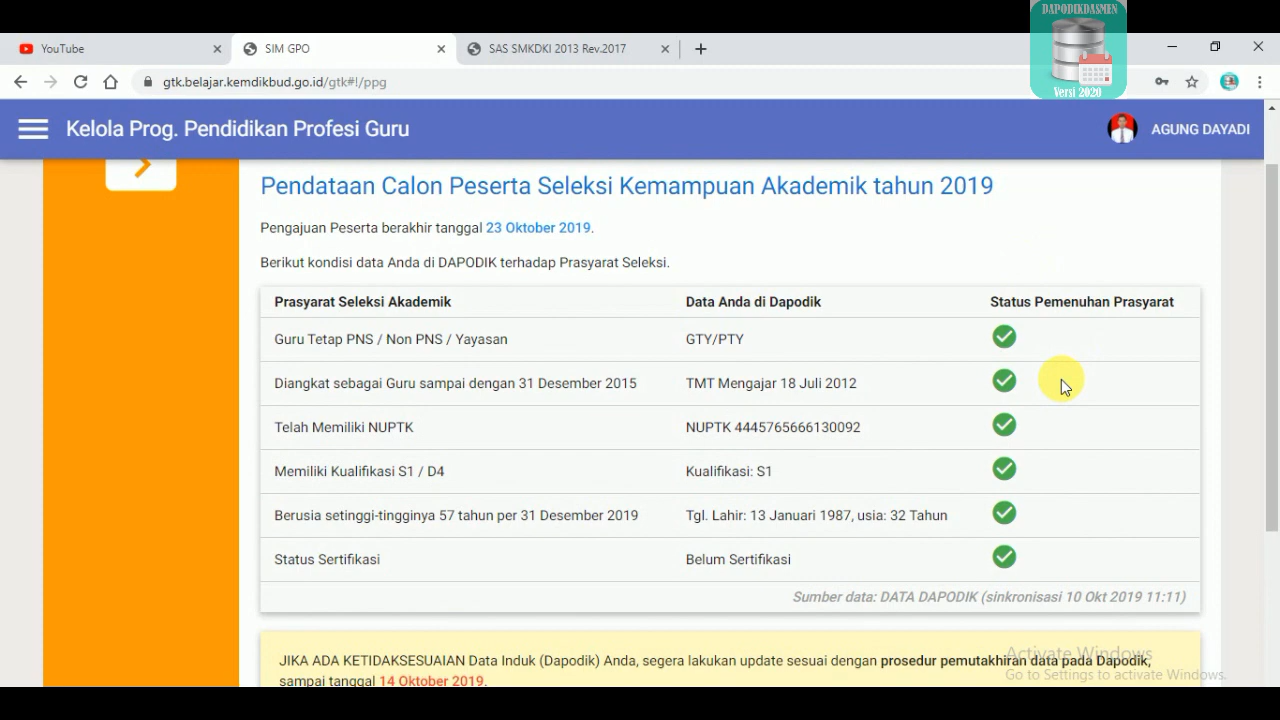 DAPODIKDASMEN
Versi 2020
YouTube
SIM GPO
SAS SMKDKI 2013 Rev.2017
gtk.belajar.kemdikbud.go.id/gtk#!/ppg
Kelola Prog. Pendidikan Profesi Guru
AGUNG DAYADI
Pendataan Calon Peserta Seleksi Kemampuan Akademik tahun 2019
Pengajuan Peserta berakhir tanggal 23 Oktober 2019.
Berikut kondisi data Anda di DAPODIK terhadap Prasyarat Seleksi.
Prasyarat Seleksi Akademik Data Anda di Dapodik Status Pemenuhan Prasyarat
Guru Tetap PNS / Non PNS / Yayasan GTY/PTY
Diangkat sebagai Guru sampai dengan 31 Desember 2015 TMT Mengajar 18 Juli 2012
Telah Memiliki NUPTK NUPTK 4445765666130092
Memiliki Kualifikasi S1 / D4 Kualifikasi: S1
Berusia setinggi-tingginya 57 tahun per 31 Desember 2019 Tgl. Lahir: 13 Januari 1987, usia: 32 Tahun
Status Sertifikasi Belum Sertifikasi
Sumber data: DATA DAPODIK (sinkronisasi 10 Okt 2019 11:11)
JIKA ADA KETIDAKSESUAIAN Data Induk (Dapodik) Anda, segera lakukan update sesuai dengan prosedur pemutakhiran data pada Dapodik,
sampai tanggal 14 Oktober 2019.
Activate Windows
Go to Settings to activate Windows.